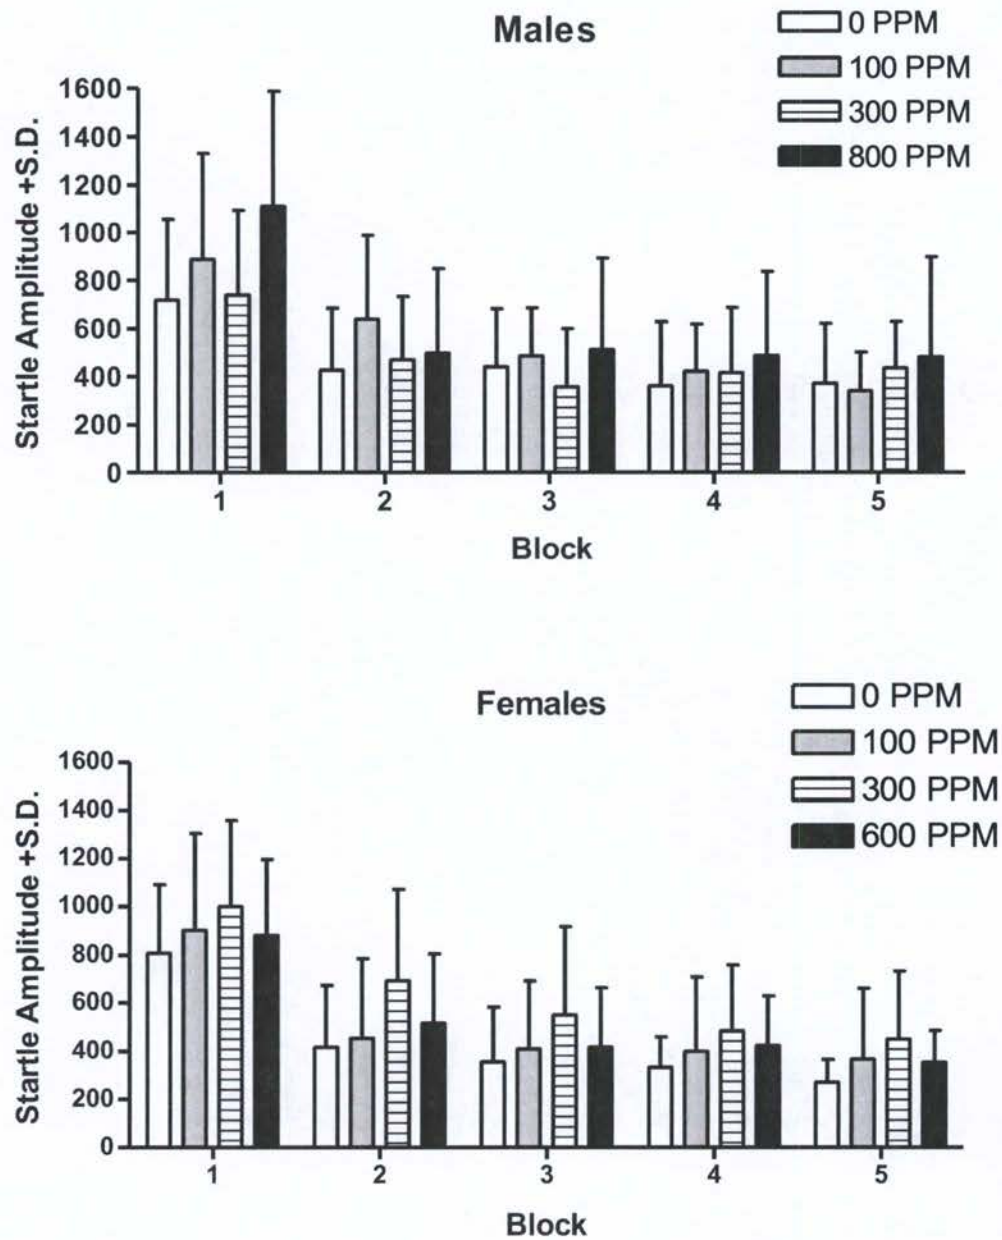 Males
0 PPM
100 PPM
300 PPM
800 PPM
Startle Amplitude +S.D.
1600
1400
1200
1000
800
600
400
200
0
1 2 3 4 5
Block
Females
0 PPM
100 PPM
300 PPM
600 PPM
Startle Amplitude +S.D.
1600
1400
1200
1000
800
600
400
200
0
1 2 3 4 5
Block